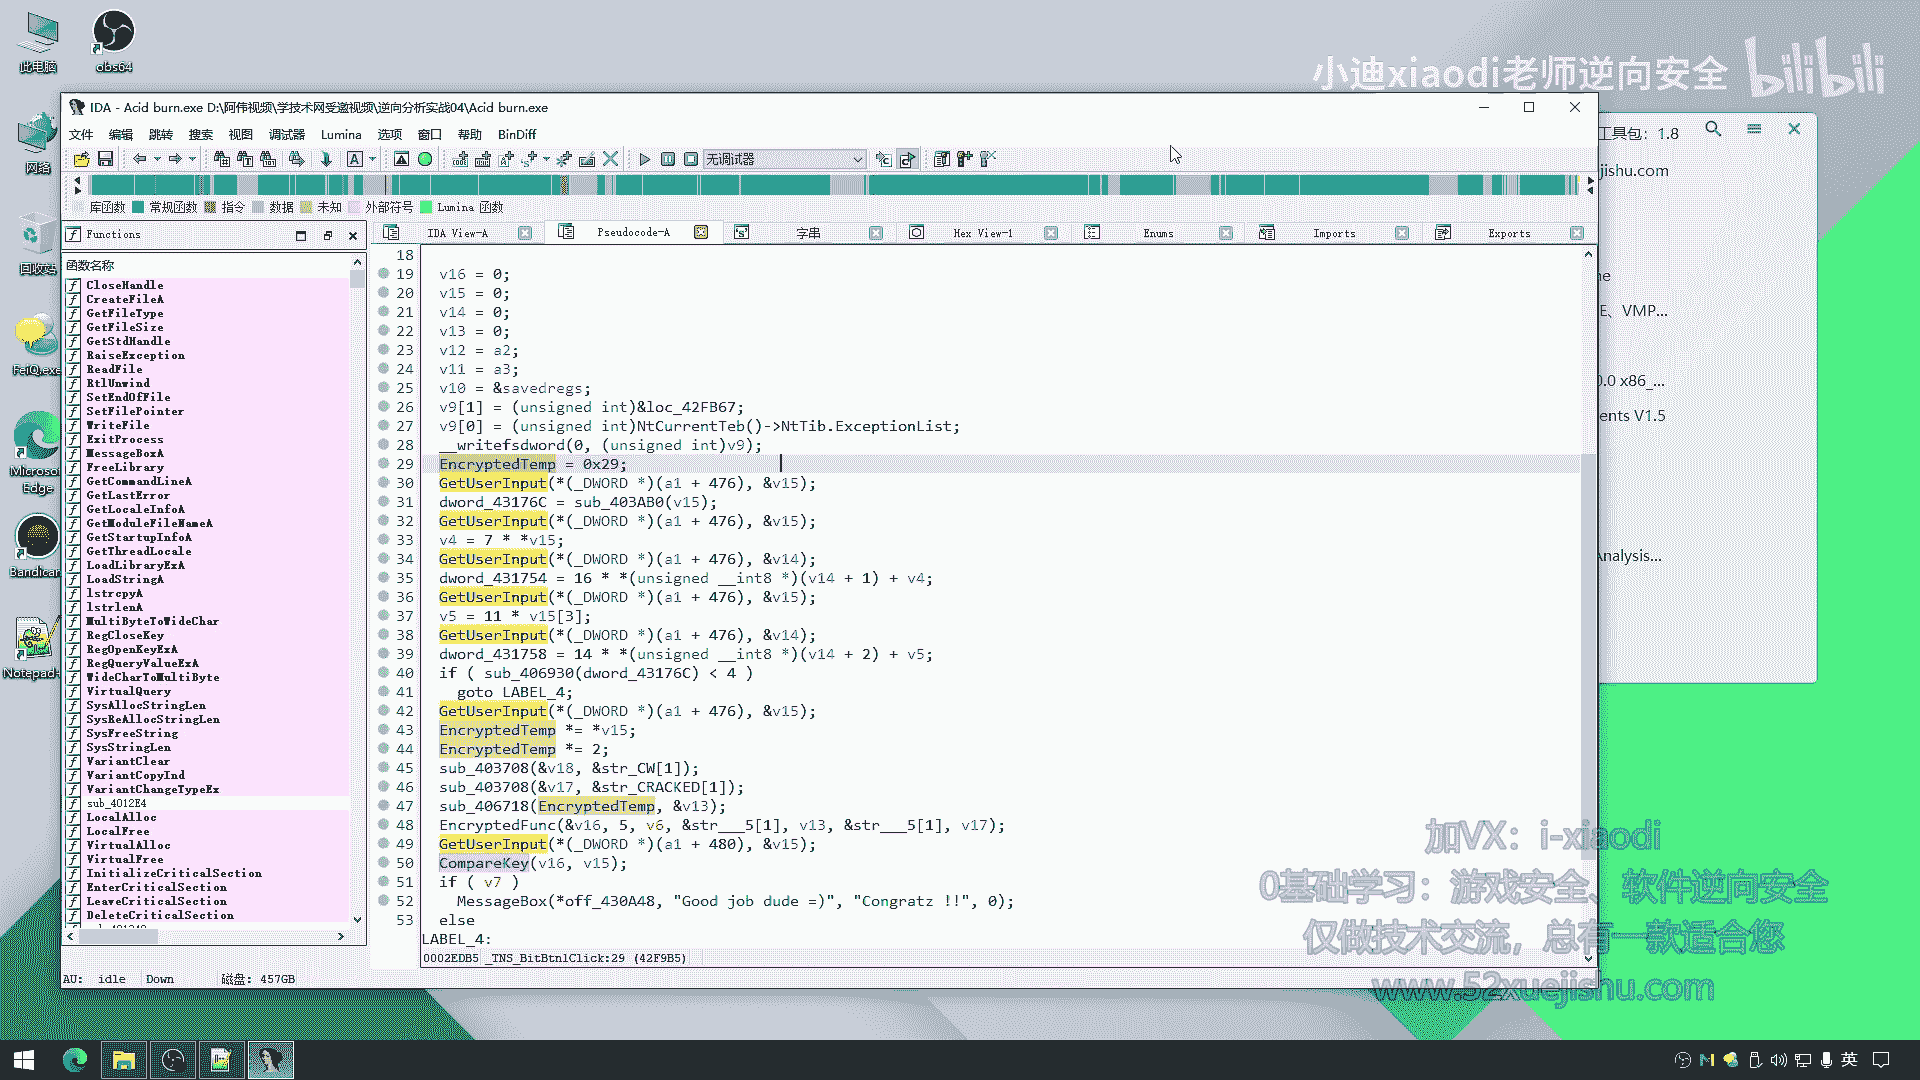 此电脑
obs64
小迪xiaodi老师逆向安全 bilibili
IDA - Acid burn.exe D:\阿伟视频\学技术网受邀视频\逆向分析实战04\Acid burn.exe
文件 编辑 跳转 搜索 视图 调试器 Lumina 选项 窗口 帮助 BinDiff
工具包：1.8
无调试器
jishu.com
网络
库函数 常规函数 指令 数据 未知 外部符号 Lumina 函数
Functions
IDA View-A
Pseudocode-A
字串
Hex View-1
Enums
Imports
Exports
回收站
函数名称
CloseHandle
CreateFileA
GetFileType
GetFileSize
GetStdHandle
RaiseException
ReadFile
RtlUnwind
SetEndOfFile
SetFilePointer
WriteFile
ExitProcess
MessageBoxA
FreeLibrary
GetCommandLineA
GetLastError
GetLocaleInfoA
GetModuleFileNameA
GetStartupInfoA
GetThreadLocale
LoadLibraryExA
LoadStringA
lstrcpyA
lstrlenA
MultiByteToWideChar
RegCloseKey
RegOpenKeyExA
RegQueryValueExA
WideCharToMultiByte
VirtualQuery
SysAllocStringLen
SysReAllocStringLen
SysFreeString
SysStringLen
VariantClear
VariantCopyInd
VariantChangeTypeEx
sub_4012E4
LocalAlloc
LocalFree
VirtualAlloc
VirtualFree
InitializeCriticalSection
EnterCriticalSection
LeaveCriticalSection
DeleteCriticalSection
18
19 v16 = 0;
20 v15 = 0;
21 v14 = 0;
22 v13 = 0;
23 v12 = a2;
24 v11 = a3;
25 v10 = &savedregs;
26 v9[1] = (unsigned int)&loc_42FB67;
27 v9[0] = (unsigned int)NtCurrentTeb()->NtTib.ExceptionList;
28 __writefsdword(0, (unsigned int)v9);
29 EncryptedTemp = 0x29;
30 GetUserInput(*(_DWORD *)(a1 + 476), &v15);
31 dword_43176C = sub_403AB0(v15);
32 GetUserInput(*(_DWORD *)(a1 + 476), &v15);
33 v4 = 7 * *v15;
34 GetUserInput(*(_DWORD *)(a1 + 476), &v14);
35 dword_431754 = 16 * *(unsigned __int8 *)(v14 + 1) + v4;
36 GetUserInput(*(_DWORD *)(a1 + 476), &v15);
37 v5 = 11 * v15[3];
38 GetUserInput(*(_DWORD *)(a1 + 476), &v14);
39 dword_431758 = 14 * *(unsigned __int8 *)(v14 + 2) + v5;
40 if ( sub_406930(dword_43176C) < 4 )
41 goto LABEL_4;
42 GetUserInput(*(_DWORD *)(a1 + 476), &v15);
43 EncryptedTemp *= *v15;
44 EncryptedTemp *= 2;
45 sub_403708(&v18, &str_CW[1]);
46 sub_403708(&v17, &str_CRACKED[1]);
47 sub_406718(EncryptedTemp, &v13);
48 EncryptedFunc(&v16, 5, v6, &str___5[1], v13, &str___5[1], v17);
49 GetUserInput(*(_DWORD *)(a1 + 480), &v15);
50 CompareKey(v16, v15);
51 if ( v7 )
52 MessageBox(*off_430A48, "Good job dude =)", "Congratz !!", 0);
53 else
LABEL_4:
0002EDB5 _TNS_BitBtn1Click:29 (42F9B5)
E、VMP...
0.0 x86_...
ents V1.5
Analysis...
FeiQ.exe
Microsof
Edge
Bandican
Notepad+
加VX：i-xiaodi
0基础学习：游戏安全、软件逆向安全
仅做技术交流，总有一款适合您
www.52xuejishu.com
AU: idle Down 磁盘: 457GB
英